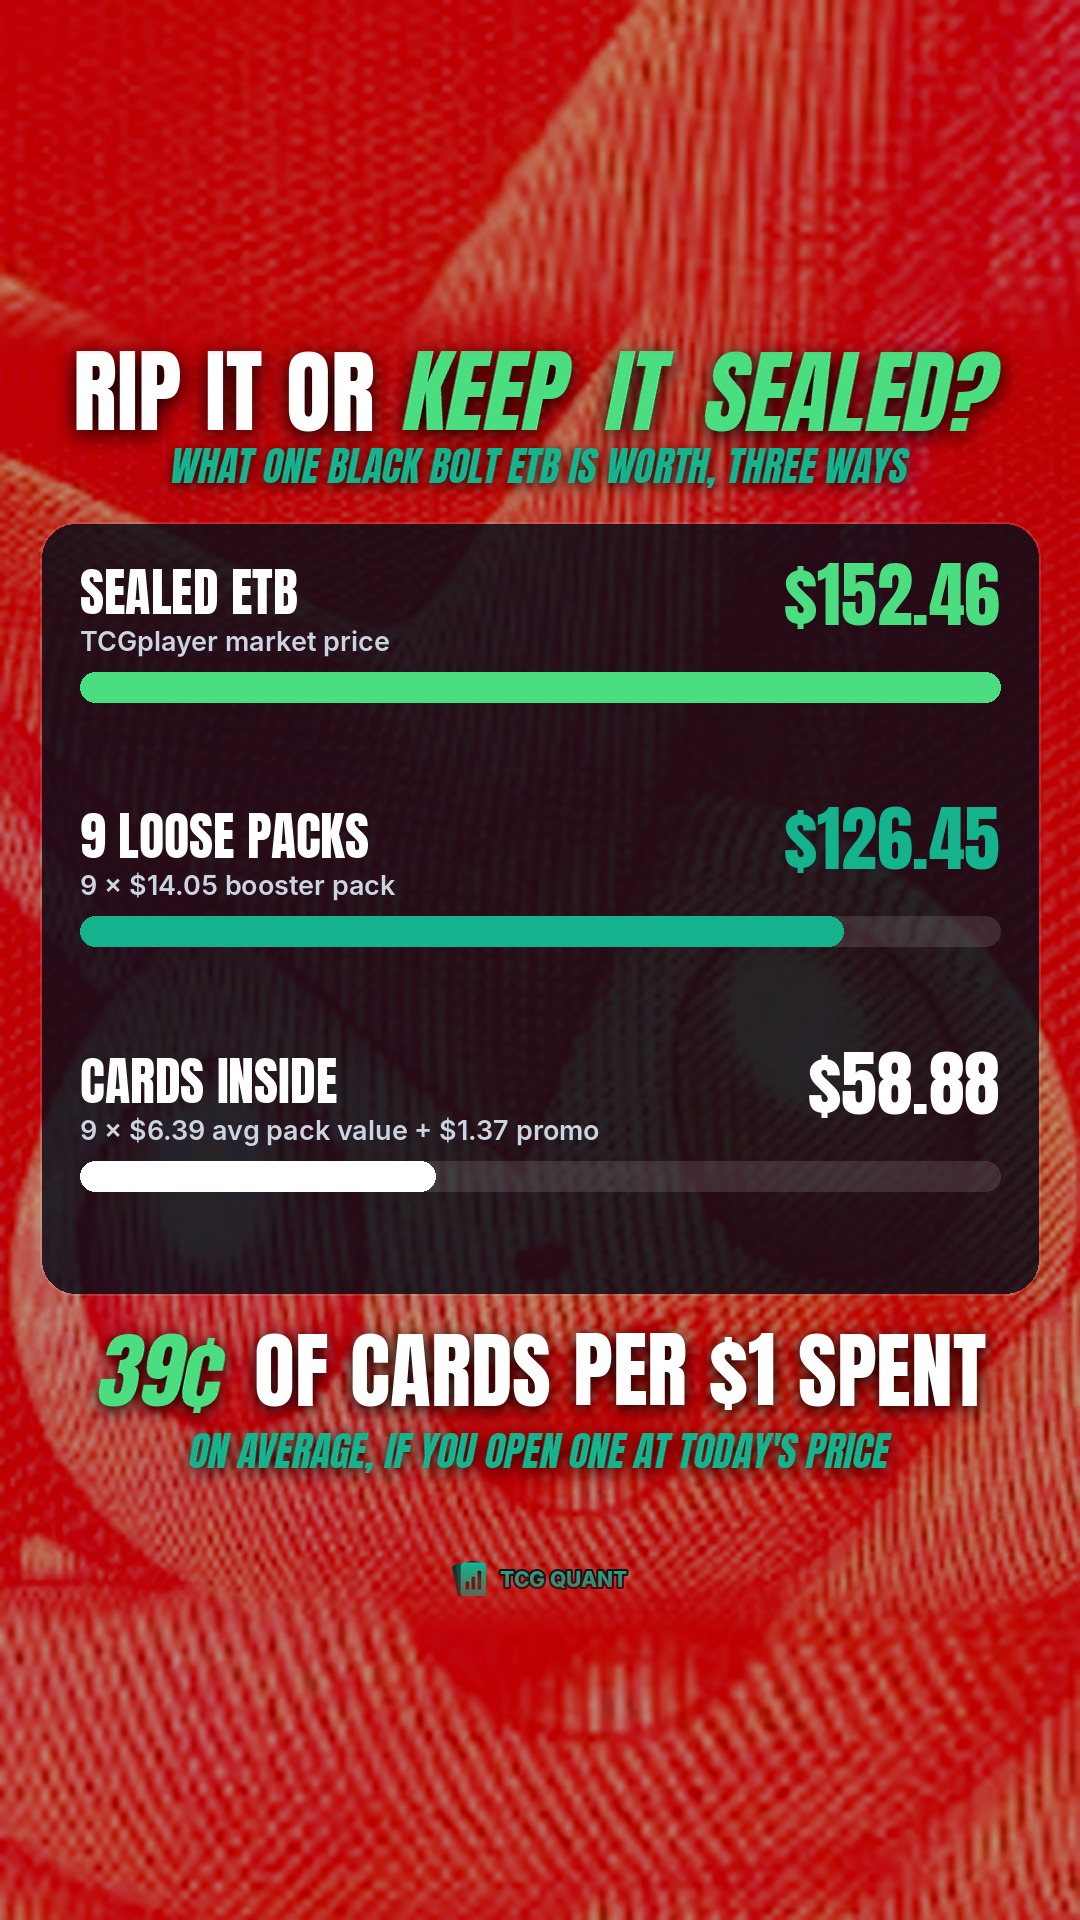 RIP IT OR KEEP IT SEALED?
WHAT ONE BLACK BOLT ETB IS WORTH, THREE WAYS
SEALED ETB
$152.46
TCGplayer market price
9 LOOSE PACKS
$126.45
9 × $14.05 booster pack
CARDS INSIDE
$58.88
9 × $6.39 avg pack value + $1.37 promo
39¢ OF CARDS PER $1 SPENT
ON AVERAGE, IF YOU OPEN ONE AT TODAY'S PRICE
TCG QUANT